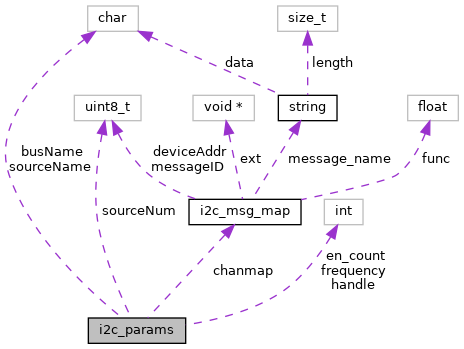 char
size_t
data
length
uint8_t
void *
string
float
busName
sourceName
deviceAddr
messageID
ext
message_name
func
sourceNum
i2c_msg_map
int
chanmap
en_count
frequency
handle
i2c_params